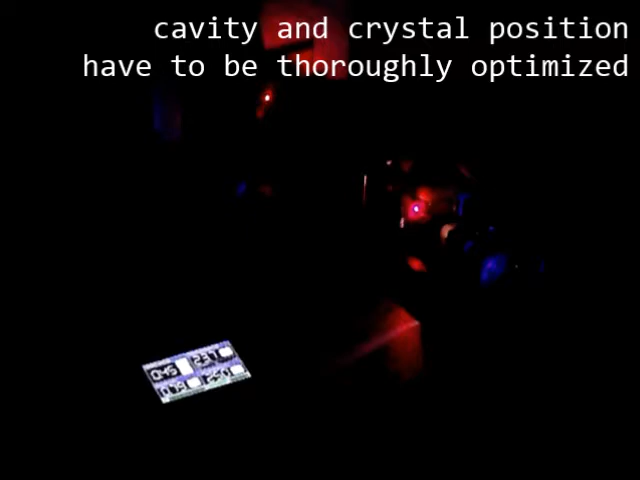 cavity and crystal position
have to be thoroughly optimized